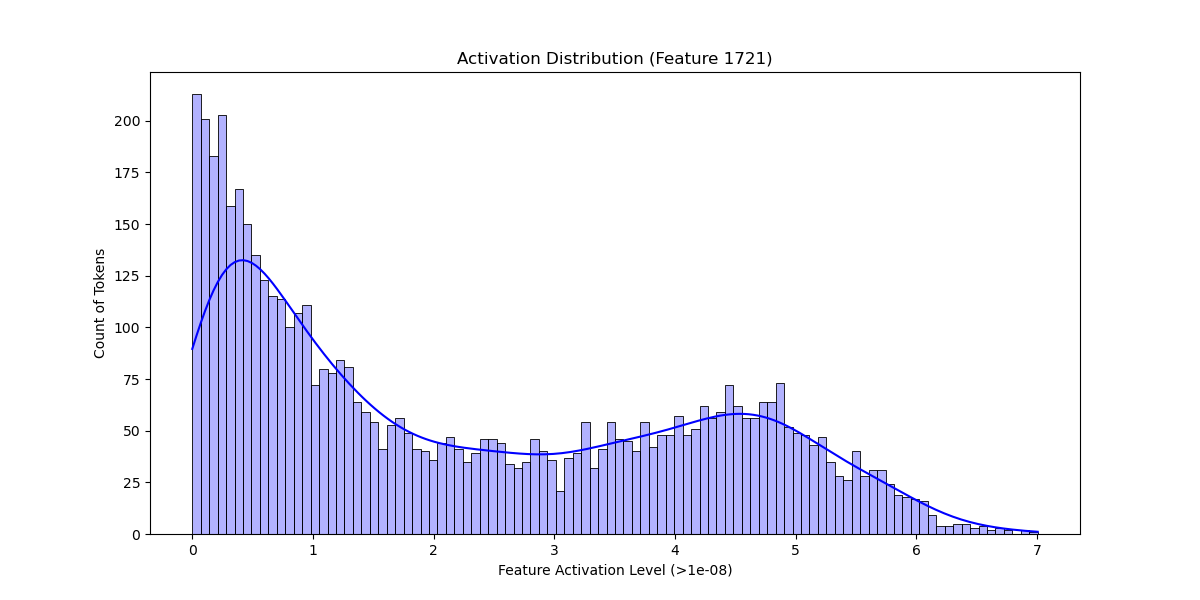 Activation Distribution (Feature 1721)
Count of Tokens
200
175
150
125
100
75
50
25
0
0 1 2 3 4 5 6 7
Feature Activation Level (>1e-08)